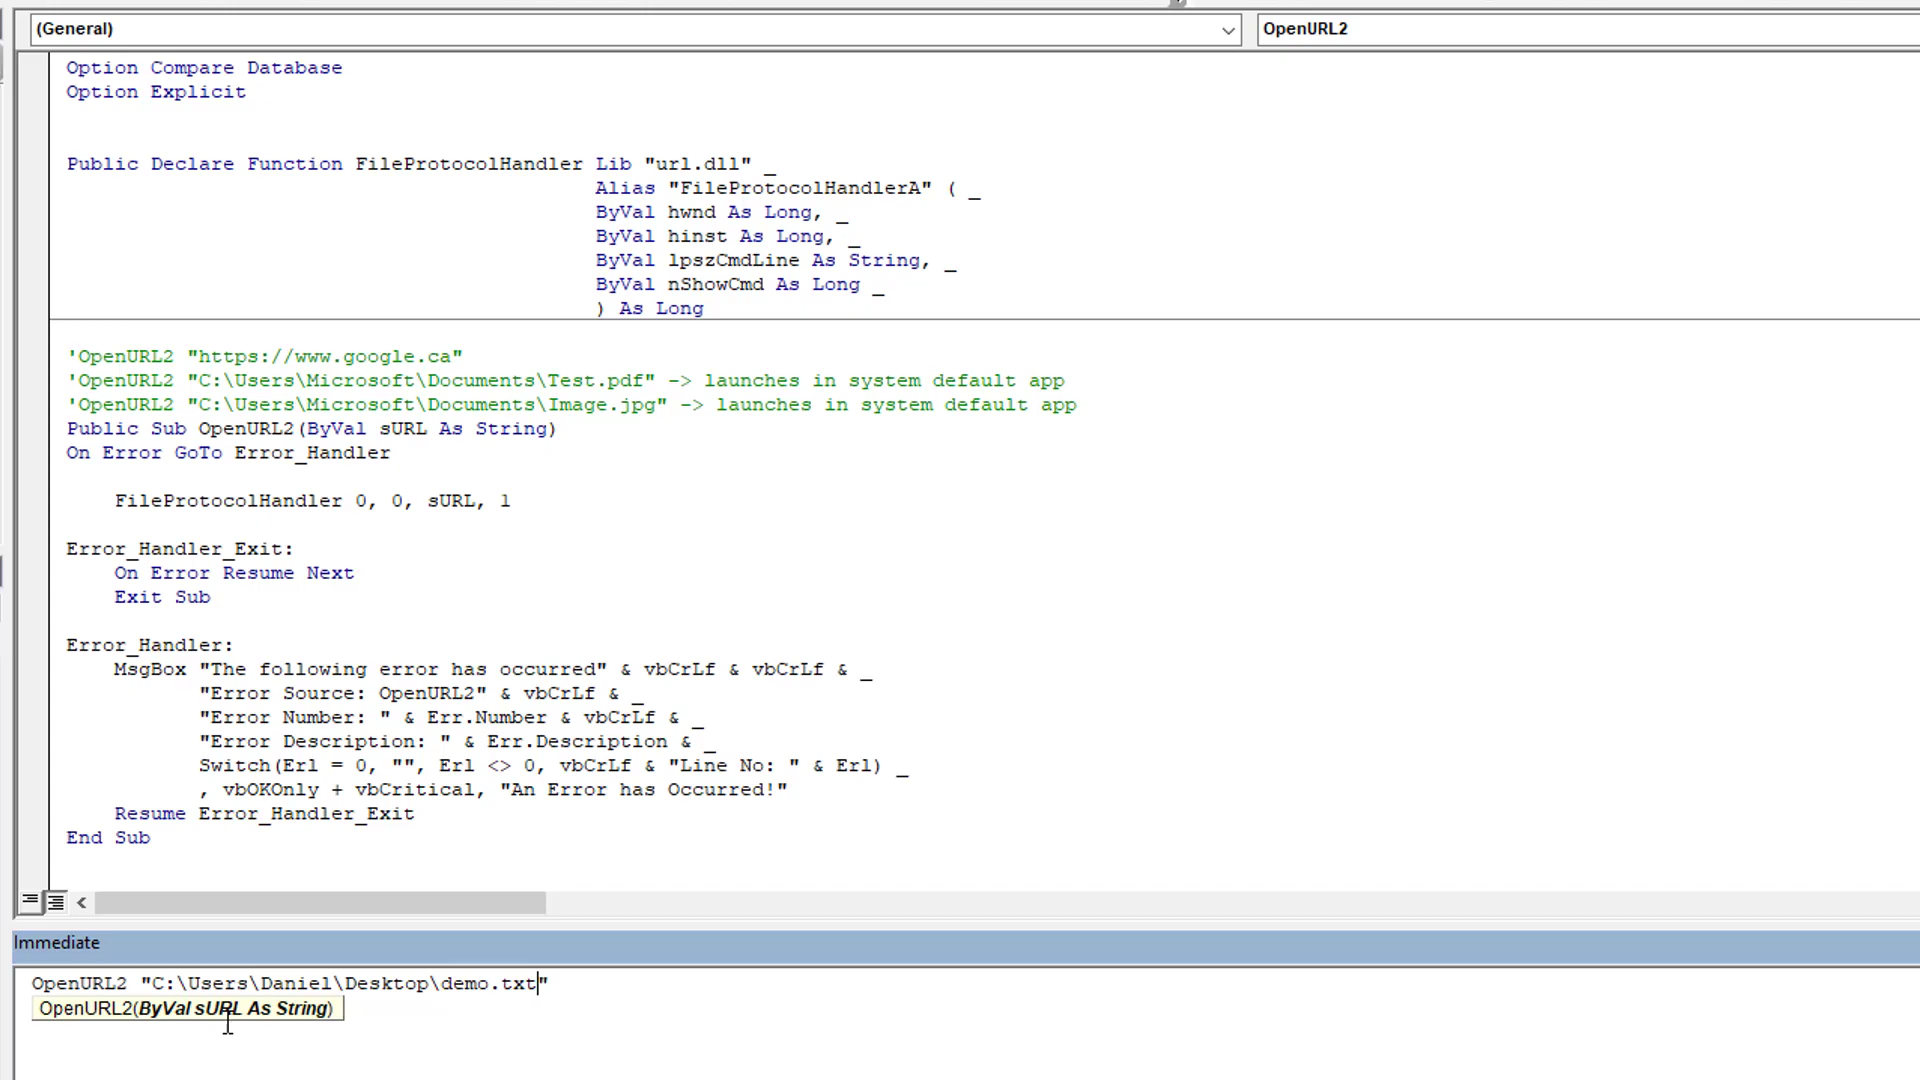 (General)
OpenURL2
Option Compare Database
Option Explicit
Public Declare Function FileProtocolHandler Lib "url.dll" _
Alias "FileProtocolHandlerA" ( _
ByVal hwnd As Long, _
ByVal hinst As Long, _
ByVal lpszCmdLine As String, _
ByVal nShowCmd As Long _
) As Long
'OpenURL2 "https://www.google.ca"
'OpenURL2 "C:\Users\Microsoft\Documents\Test.pdf" -> launches in system default app
'OpenURL2 "C:\Users\Microsoft\Documents\Image.jpg" -> launches in system default app
Public Sub OpenURL2(ByVal sURL As String)
On Error GoTo Error_Handler
FileProtocolHandler 0, 0, sURL, 1
Error_Handler_Exit:
On Error Resume Next
Exit Sub
Error_Handler:
MsgBox "The following error has occurred" & vbCrLf & vbCrLf & _
"Error Source: OpenURL2" & vbCrLf & _
"Error Number: " & Err.Number & vbCrLf & _
"Error Description: " & Err.Description & _
Switch(Erl = 0, "", Erl <> 0, vbCrLf & "Line No: " & Erl) _
, vbOKOnly + vbCritical, "An Error has Occurred!"
Resume Error_Handler_Exit
End Sub
Immediate
OpenURL2 "C:\Users\Daniel\Desktop\demo.txt"
OpenURL2(ByVal sURL As String)